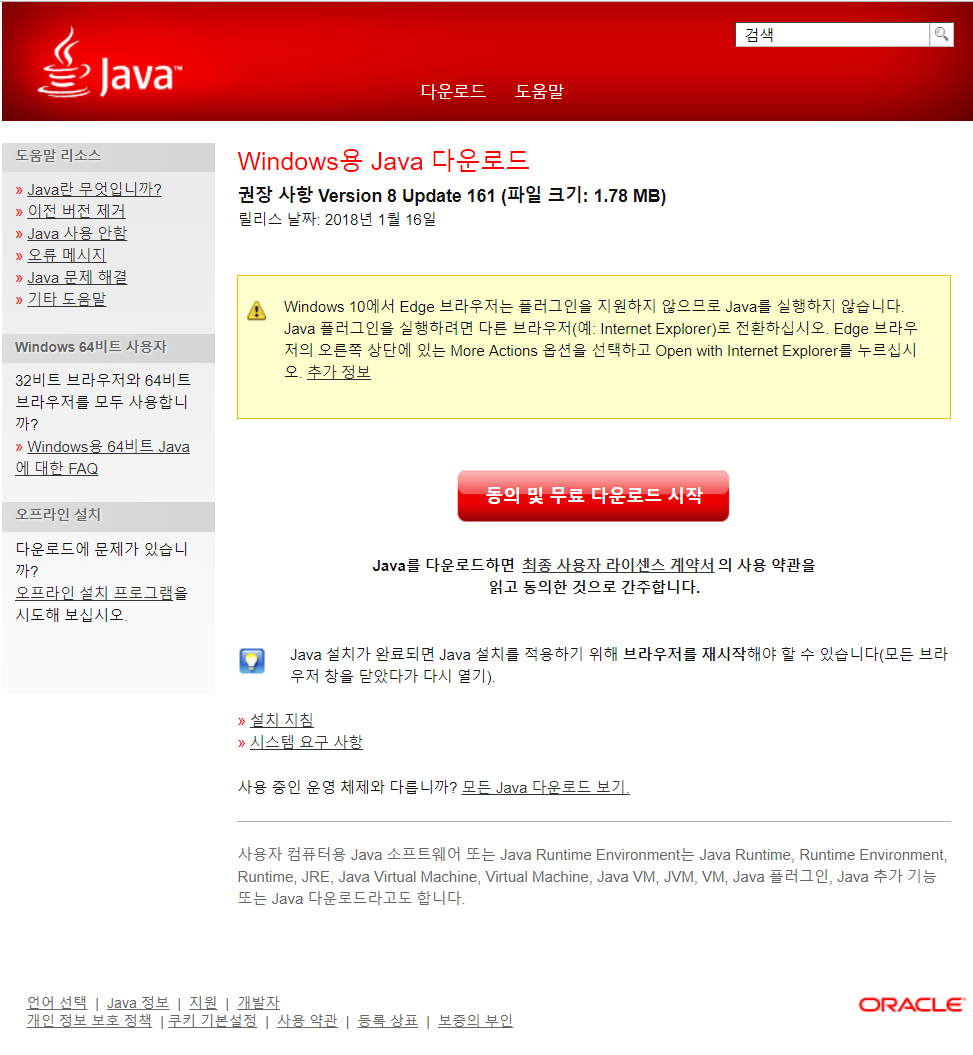 Java™
검색
다운로드 도움말
도움말 리소스
» Java란 무엇입니까?
» 이전 버전 제거
» Java 사용 안함
» 오류 메시지
» Java 문제 해결
» 기타 도움말
Windows 64비트 사용자
32비트 브라우저와 64비트
브라우저를 모두 사용합니
까?
» Windows용 64비트 Java
에 대한 FAQ
오프라인 설치
다운로드에 문제가 있습니
까?
오프라인 설치 프로그램을
시도해 보십시오.
Windows용 Java 다운로드
권장 사항 Version 8 Update 161 (파일 크기: 1.78 MB)
릴리스 날짜: 2018년 1월 16일
Windows 10에서 Edge 브라우저는 플러그인을 지원하지 않으므로 Java를 실행하지 않습니다.
Java 플러그인을 실행하려면 다른 브라우저(예: Internet Explorer)로 전환하십시오. Edge 브라우
저의 오른쪽 상단에 있는 More Actions 옵션을 선택하고 Open with Internet Explorer를 누르십시
오. 추가 정보
동의 및 무료 다운로드 시작
Java를 다운로드하면 최종 사용자 라이센스 계약서 의 사용 약관을
읽고 동의한 것으로 간주합니다.
Java 설치가 완료되면 Java 설치를 적용하기 위해 브라우저를 재시작해야 할 수 있습니다(모든 브라
우저 창을 닫았다가 다시 열기).
» 설치 지침
» 시스템 요구 사항
사용 중인 운영 체제와 다릅니까? 모든 Java 다운로드 보기.
사용자 컴퓨터용 Java 소프트웨어 또는 Java Runtime Environment는 Java Runtime, Runtime Environment,
Runtime, JRE, Java Virtual Machine, Virtual Machine, Java VM, JVM, VM, Java 플러그인, Java 추가 기능
또는 Java 다운로드라고도 합니다.
언어 선택 | Java 정보 | 지원 | 개발자
개인 정보 보호 정책 | 쿠키 기본설정 | 사용 약관 | 등록 상표 | 보증의 부인
ORACLE